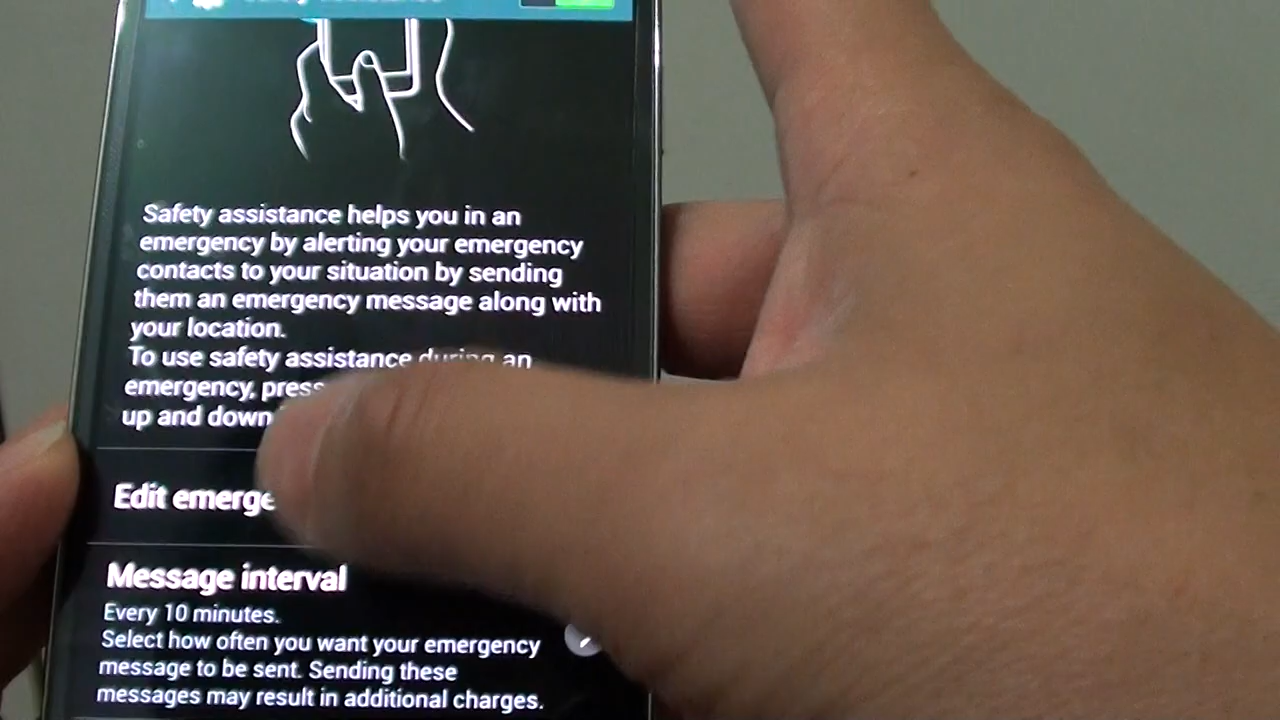 Safety assistance helps you in an
emergency by alerting your emergency
contacts to your situation by sending
them an emergency message along with
your location.
To use safety assistance during an
emergency, press
up and down
Edit
Message interval
Every 10 minutes.
Select how often you want your emergency
message to be sent. Sending these
messages may result in additional charges.